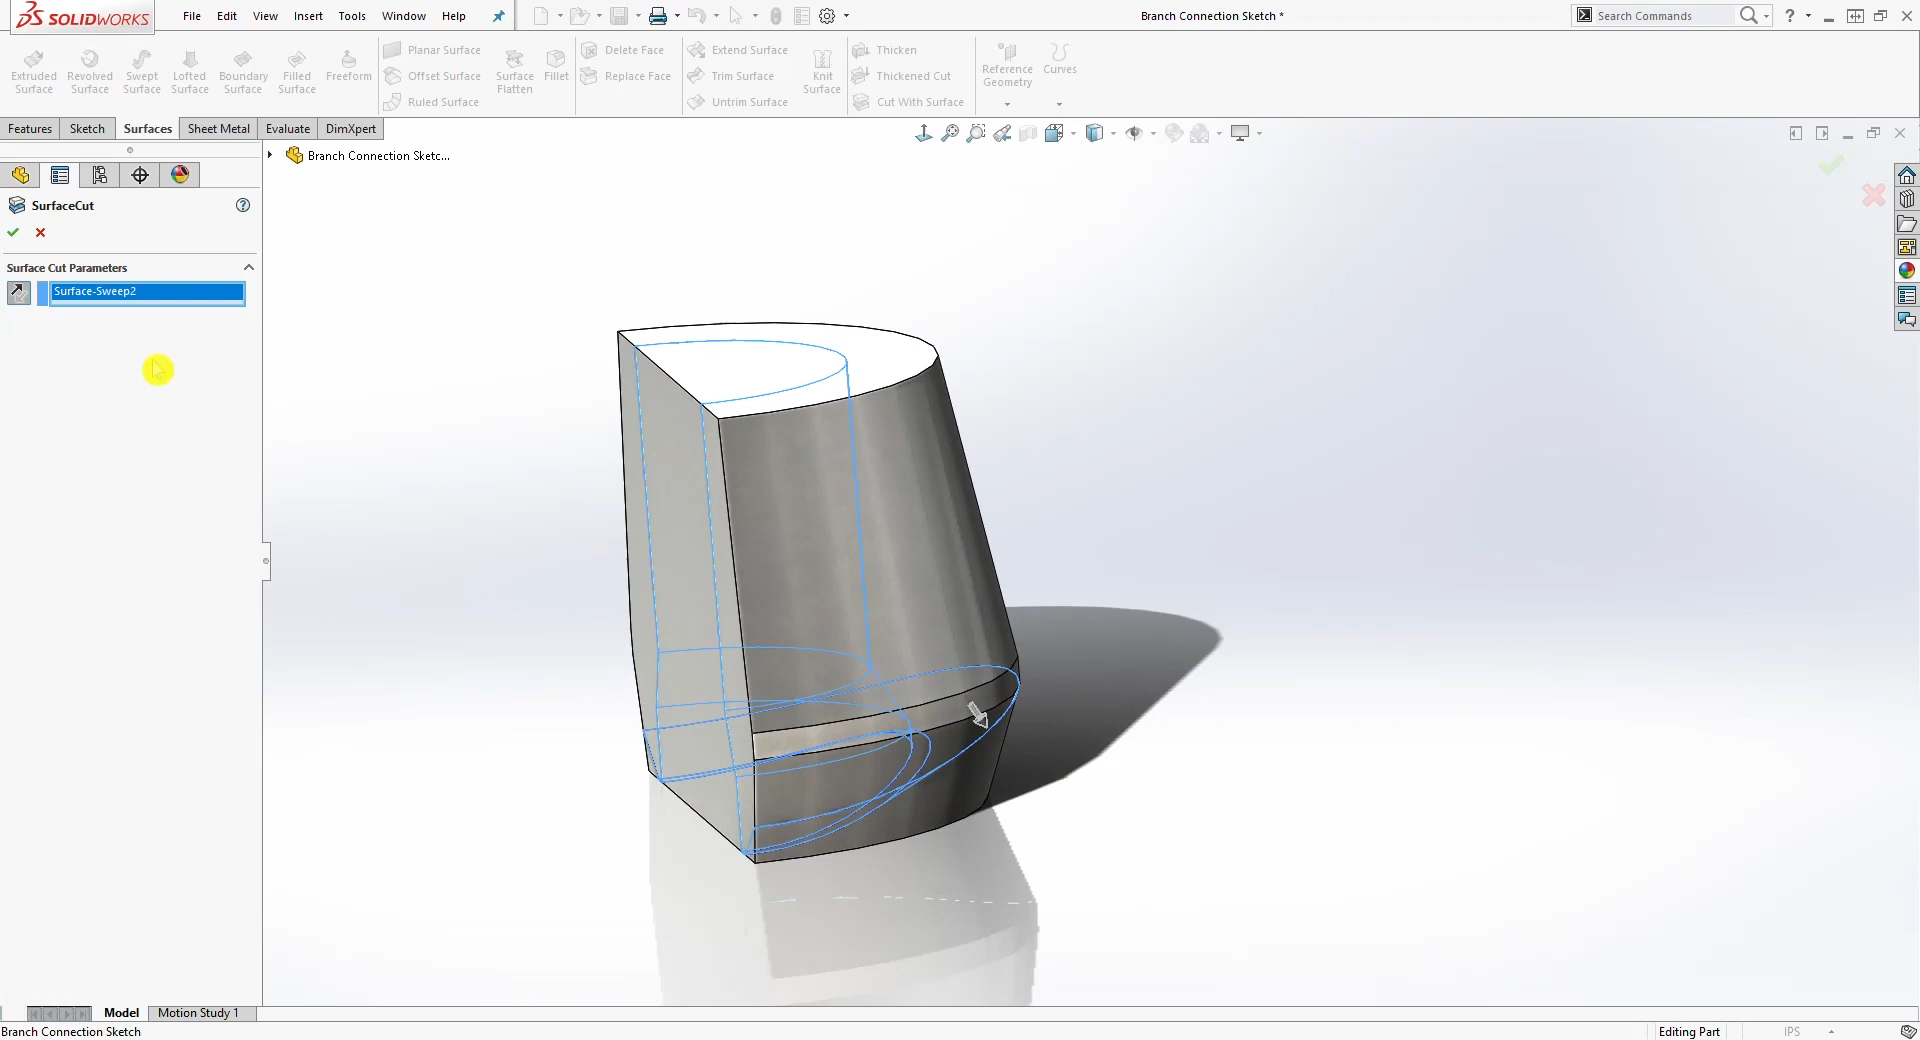 SOLIDWORKS
File Edit View Insert Tools Window Help
Branch Connection Sketch *
Search Commands
Extruded Surface
Revolved Surface
Swept Surface
Lofted Surface
Boundary Surface
Filled Surface
Freeform
Planar Surface
Offset Surface
Ruled Surface
Surface Flatten
Fillet
Delete Face
Replace Face
Extend Surface
Trim Surface
Untrim Surface
Knit Surface
Thicken
Thickened Cut
Cut With Surface
Reference Geometry
Curves
Features Sketch Surfaces Sheet Metal Evaluate DimXpert
Branch Connection Sketc...
SurfaceCut
Surface Cut Parameters
Surface-Sweep2
Model Motion Study 1
Branch Connection Sketch
Editing Part
IPS